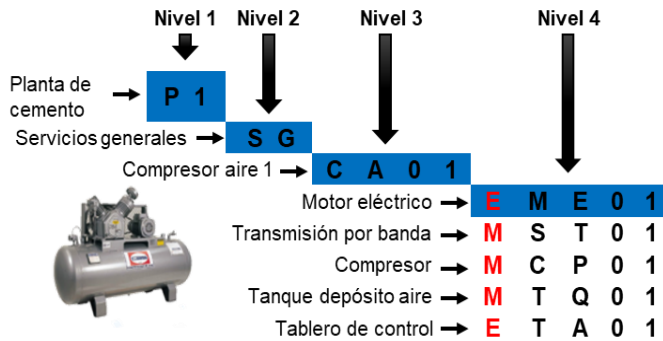 Nivel 1 Nivel 2 Nivel 3 Nivel 4
Planta de
cemento
P 1
Servicios generales
S G
Compresor aire 1
C A 0 1
Motor eléctrico
E M E 0 1
Transmisión por banda
M S T 0 1
Compresor
M C P 0 1
Tanque depósito aire
M T Q 0 1
Tablero de control
E T A 0 1